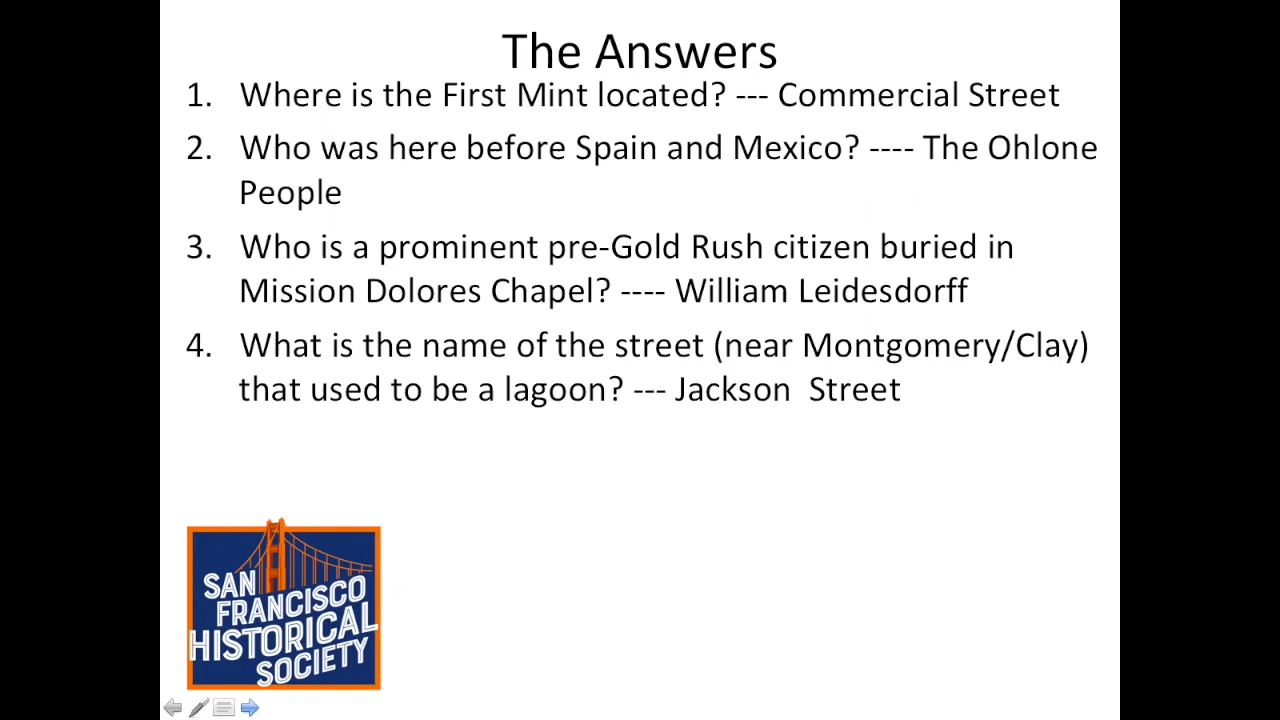 The Answers
1. Where is the First Mint located? --- Commercial Street
2. Who was here before Spain and Mexico? ---- The Ohlone
People
3. Who is a prominent pre-Gold Rush citizen buried in
Mission Dolores Chapel? ---- William Leidesdorff
4. What is the name of the street (near Montgomery/Clay)
that used to be a lagoon? --- Jackson  Street
SAN
FRANCISCO
HISTORICAL
SOCIETY